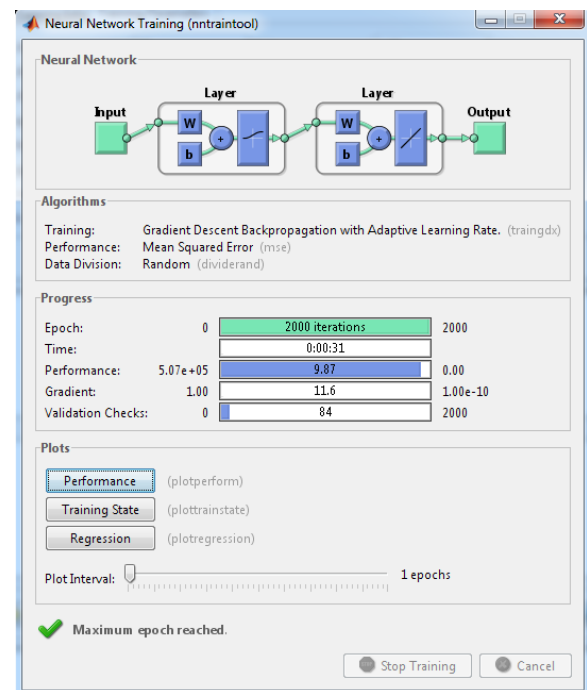 Neural Network Training (nntraintool)
Neural Network
Layer Layer
Input Output
W W
+ +
b b
Algorithms
Training: Gradient Descent Backpropagation with Adaptive Learning Rate. (traingdx)
Performance: Mean Squared Error (mse)
Data Division: Random (dividerand)
Progress
Epoch: 0 2000 iterations 2000
Time: 0:00:31
Performance: 5.07e+05 9.87 0.00
Gradient: 1.00 11.6 1.00e-10
Validation Checks: 0 84 2000
Plots
Performance (plotperform)
Training State (plottrainstate)
Regression (plotregression)
Plot Interval: 1 epochs
Maximum epoch reached.
Stop Training Cancel